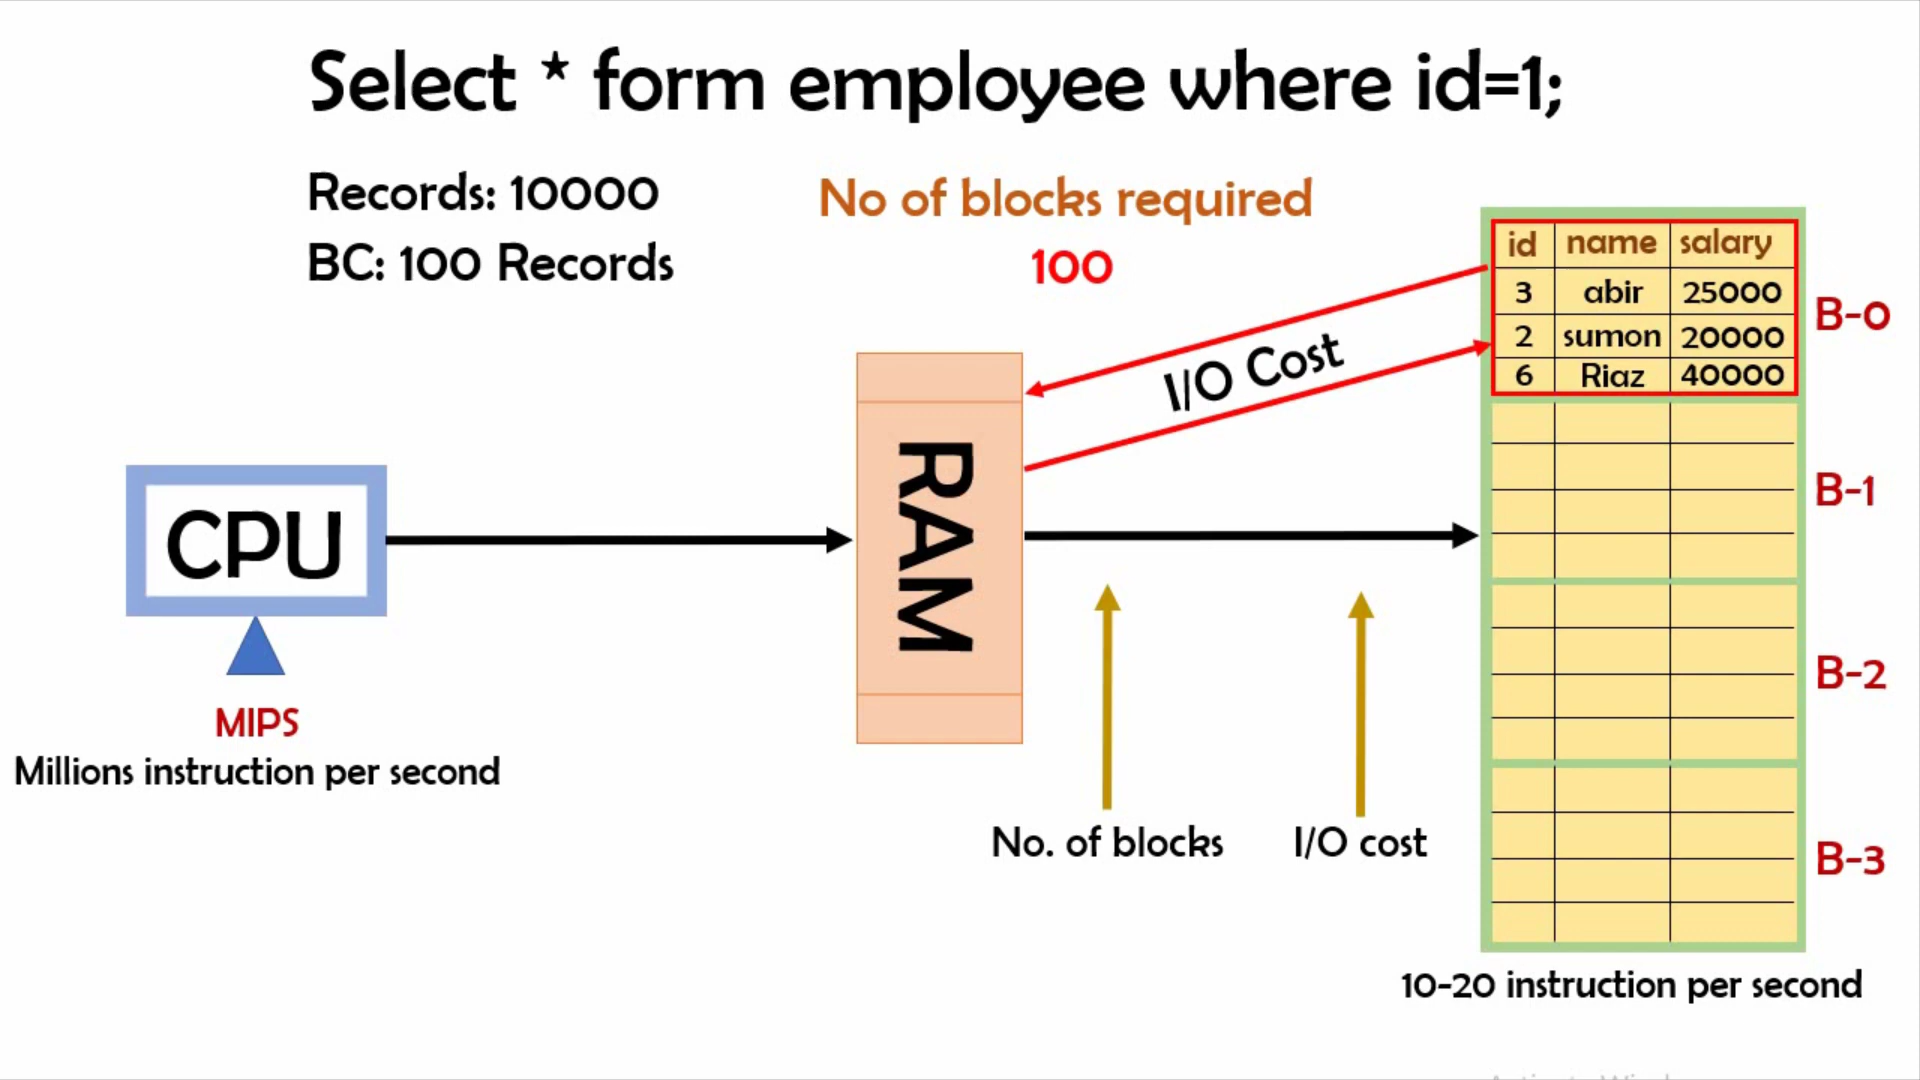 Select * form employee where id=1;
Records: 10000
BC: 100 Records
No of blocks required
100
id name salary
3 abir 25000
2 sumon 20000
6 Riaz 40000
B-0
B-1
B-2
B-3
I/O Cost
CPU
RAM
MIPS
Millions instruction per second
No. of blocks
I/O cost
10-20 instruction per second